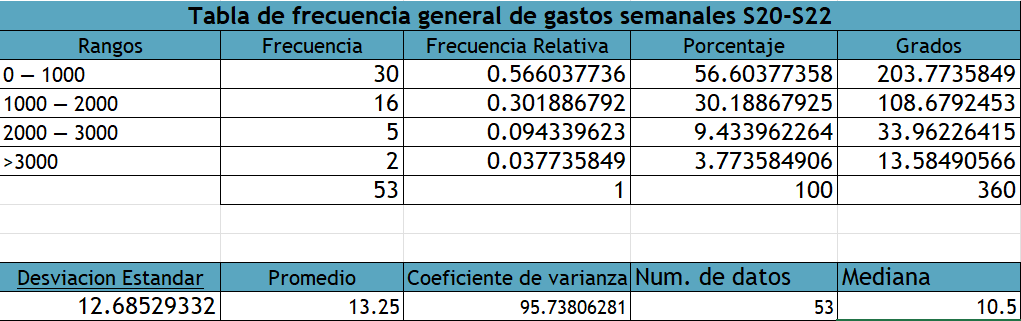 Tabla de frecuencia general de gastos semanales S20-S22
Rangos Frecuencia Frecuencia Relativa Porcentaje Grados
0 — 1000 30 0.566037736 56.60377358 203.7735849
1000 — 2000 16 0.301886792 30.18867925 108.6792453
2000 — 3000 5 0.094339623 9.433962264 33.96226415
>3000 2 0.037735849 3.773584906 13.58490566
53 1 100 360
Desviacion Estandar Promedio Coeficiente de varianza Num. de datos Mediana
12.68529332 13.25 95.73806281 53 10.5